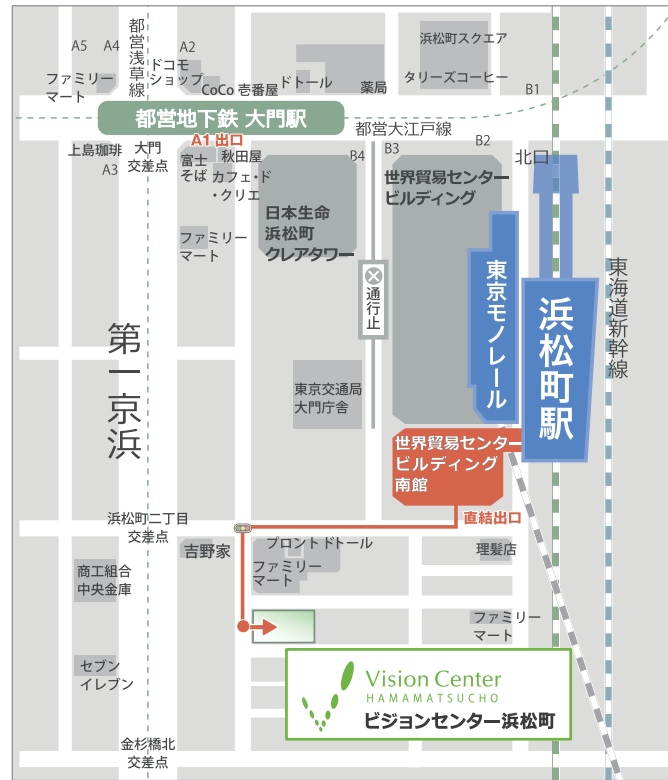 都営浅草線
A5
A4
A2
ファミリー
マート
ドコモ
ショップ
CoCo 壱番屋
ドトール
薬局
浜松町スクエア
タリーズコーヒー
B1
都営地下鉄 大門駅
都営大江戸線
A1 出口
上島珈琲
A3
大門
交差点
富士
そば
秋田屋
カフェ・ド
・クリエ
B4
B3
B2
北口
世界貿易センター
ビルディング
日本生命
浜松町
クレアタワー
ファミリー
マート
通行止
東京モノレール
浜松町駅
東海道新幹線
第一京浜
東京交通局
大門庁舎
世界貿易センター
ビルディング
南館
直結出口
浜松町二丁目
交差点
吉野家
プロント
ドトール
ファミリー
マート
理髪店
商工組合
中央金庫
ファミリー
マート
セブン
イレブン
Vision Center
HAMAMATSUCHO
ビジョンセンター浜松町
金杉橋北
交差点